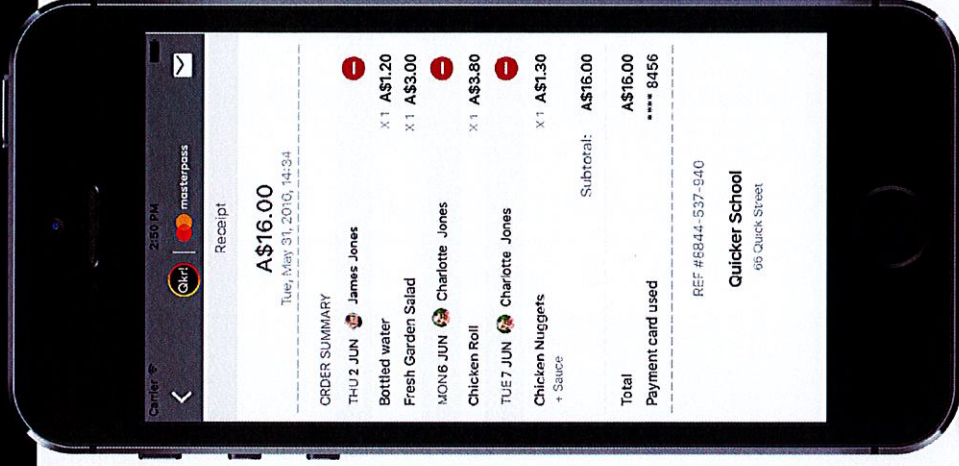 Carrier 2:50 PM
Qkr! masterpass
Receipt
A$16.00
Tue, May 31, 2016, 14:34
ORDER SUMMARY
THU 2 JUN James Jones
Bottled water X 1 A$1.20
Fresh Garden Salad X 1 A$3.00
MON 6 JUN Charlotte Jones
Chicken Roll X 1 A$3.80
TUE 7 JUN Charlotte Jones
Chicken Nuggets X 1 A$1.30
+ Sauce
Subtotal: A$16.00
Total A$16.00
Payment card used **** 8456
REF #8844-537-940
Quicker School
66 Quick Street